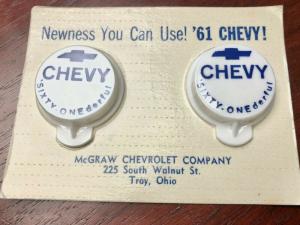 Newness You Can Use! '61 CHEVY!
CHEVY
SIXTY-ONEderful
CHEVY
SIXTY-ONEderful
McGRAW CHEVROLET COMPANY
225 South Walnut St.
Troy, Ohio